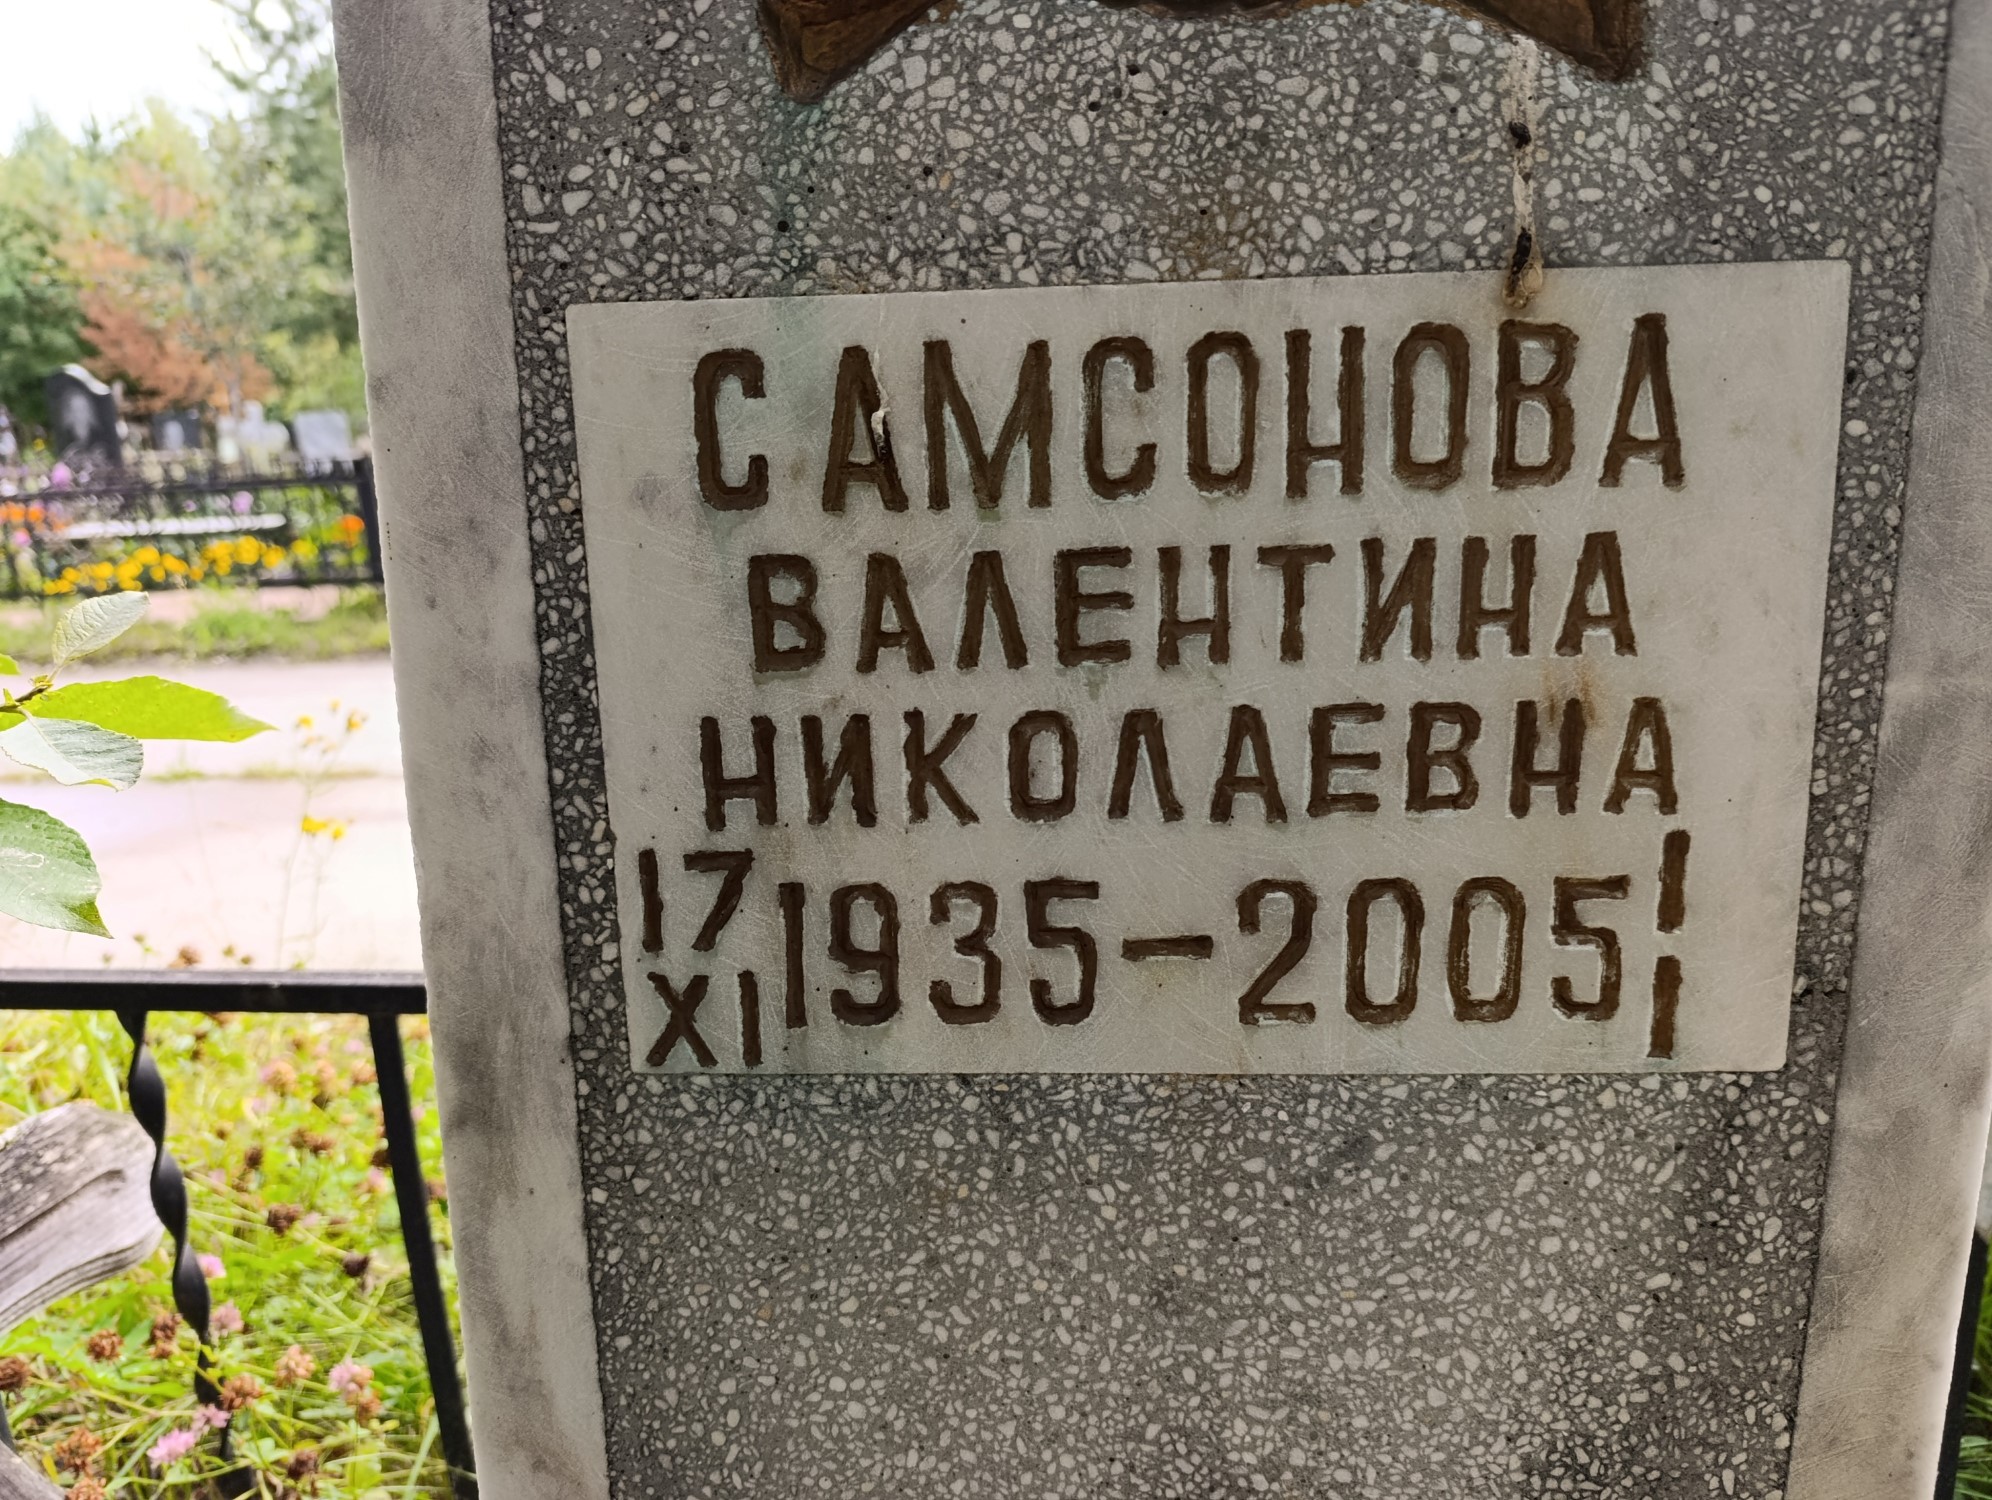 САМСОНОВА
ВАЛЕНТИНА
НИКОЛАЕВНА
17 XI 1935-2005 I I